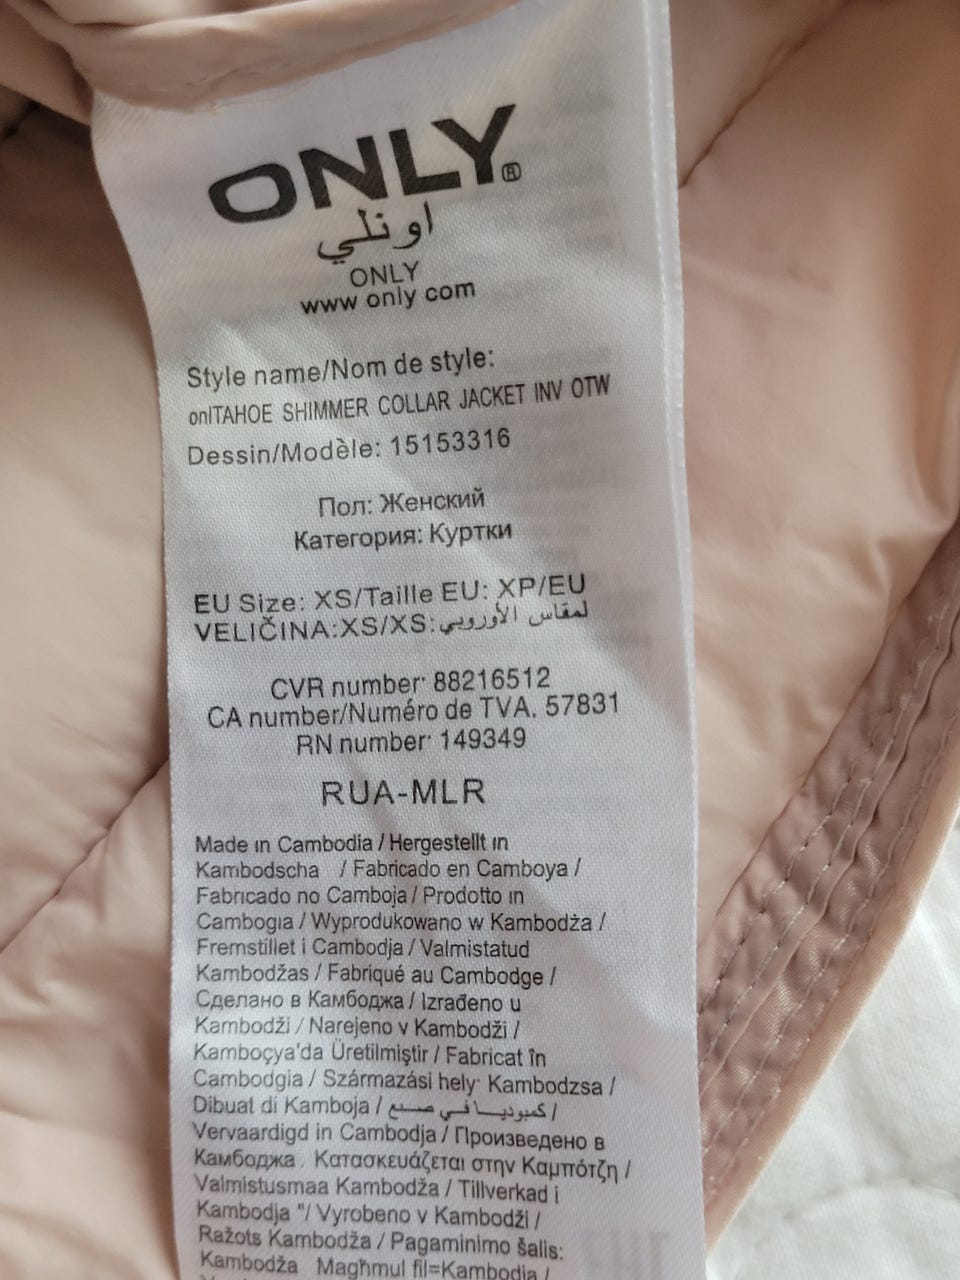 ONLY®
اونلي
ONLY
www only com
Style name/Nom de style:
onlTAHOE SHIMMER COLLAR JACKET INV OTW
Dessin/Modèle: 15153316
Пол: Женский
Категория: Куртки
EU Size: XS/Taille EU: XP/EU
VELIČINA:XS/XS:لمقاس الأوروبي
CVR number 88216512
CA number/Numéro de TVA. 57831
RN number 149349
RUA-MLR
Made in Cambodia / Hergestellt in
Kambodscha / Fabricado en Camboya /
Fabricado no Camboja / Prodotto in
Cambogia / Wyprodukowano w Kambodża /
Fremstillet i Cambodja / Valmistatud
Kambodžas / Fabriqué au Cambodge /
Сделано в Камбоджа / Izrađeno u
Kambodži / Narejeno v Kambodži /
Kamboçya'da Üretilmiştir / Fabricat în
Cambodgia / Származási hely Kambodzsa /
Dibuat di Kamboja / كمبوديا في صنع /
Vervaardigd in Cambodja / Произведено в
Камбоджа . Κατασκευάζεται στην Καμπότζη /
Valmistusmaa Kambodža / Tillverkad i
Kambodja "/ Vyrobeno v Kambodži /
Ražots Kambodža / Pagaminimo šalis:
Kambodža Magħmul fil=Kambodia /